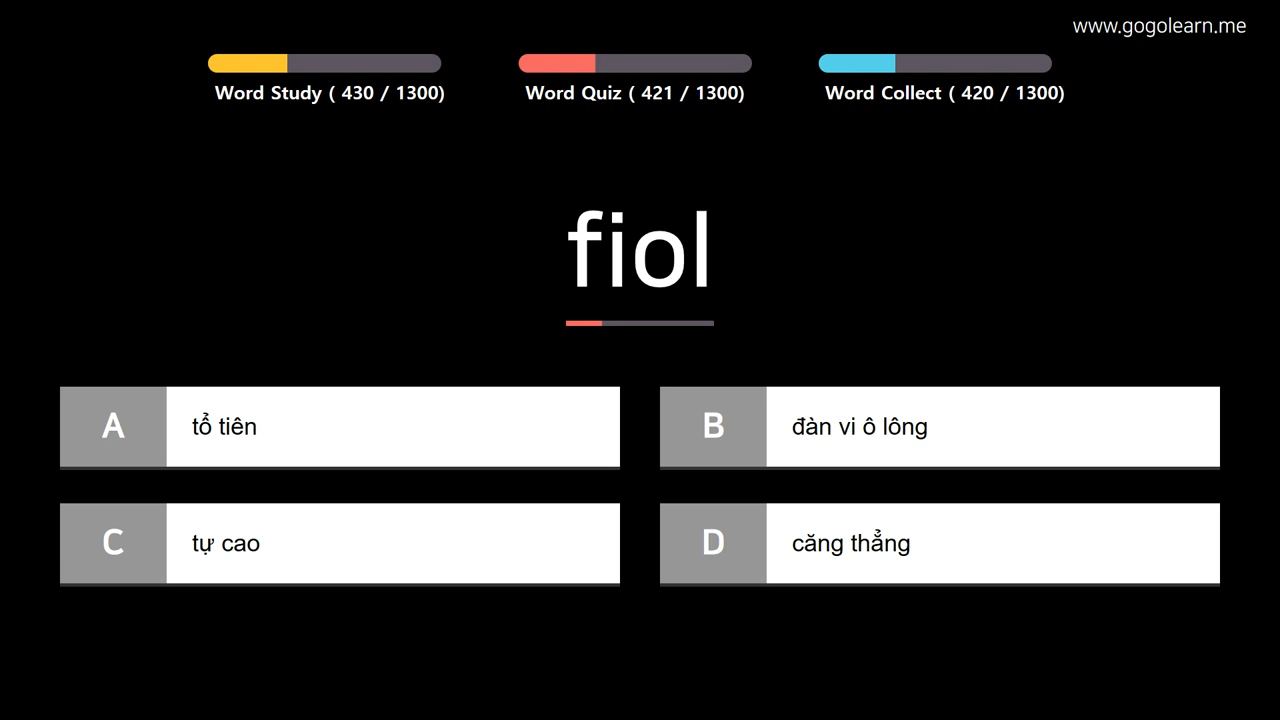 www.gogolearn.me
Word Study ( 430 / 1300)
Word Quiz ( 421 / 1300)
Word Collect ( 420 / 1300)
fiol
A tổ tiên
B đàn vi ô lông
C tự cao
D căng thẳng